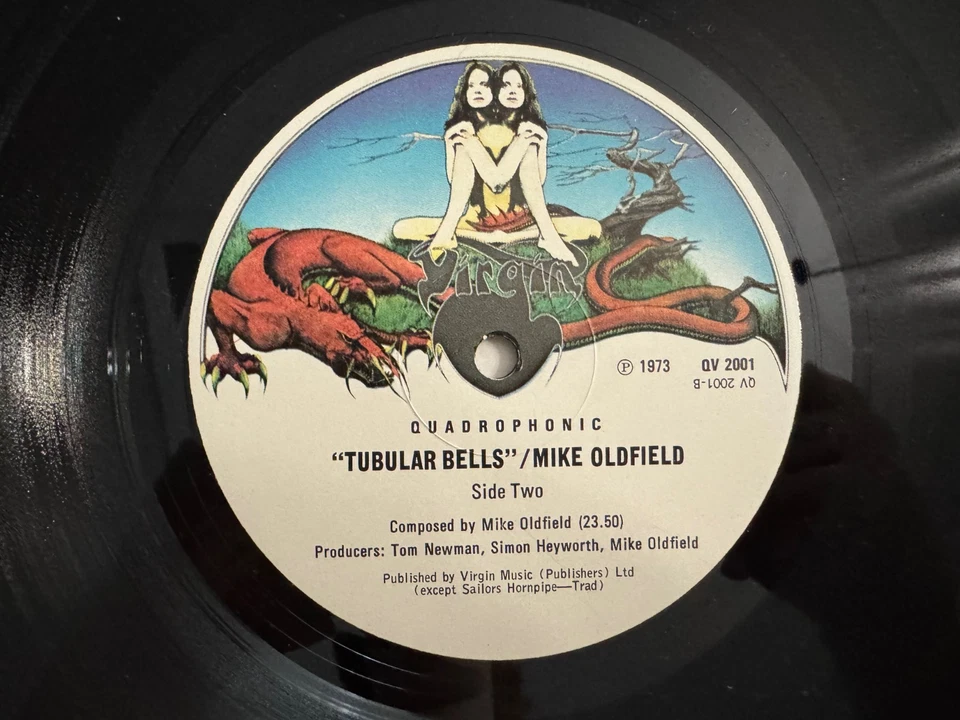 Virgin
℗ 1973 QV 2001
QV 2001-B
QUADROPHONIC
“TUBULAR BELLS”/MIKE OLDFIELD
Side Two
Composed by Mike Oldfield (23.50)
Producers: Tom Newman, Simon Heyworth, Mike Oldfield
Published by Virgin Music (Publishers) Ltd
(except Sailors Hornpipe—Trad)